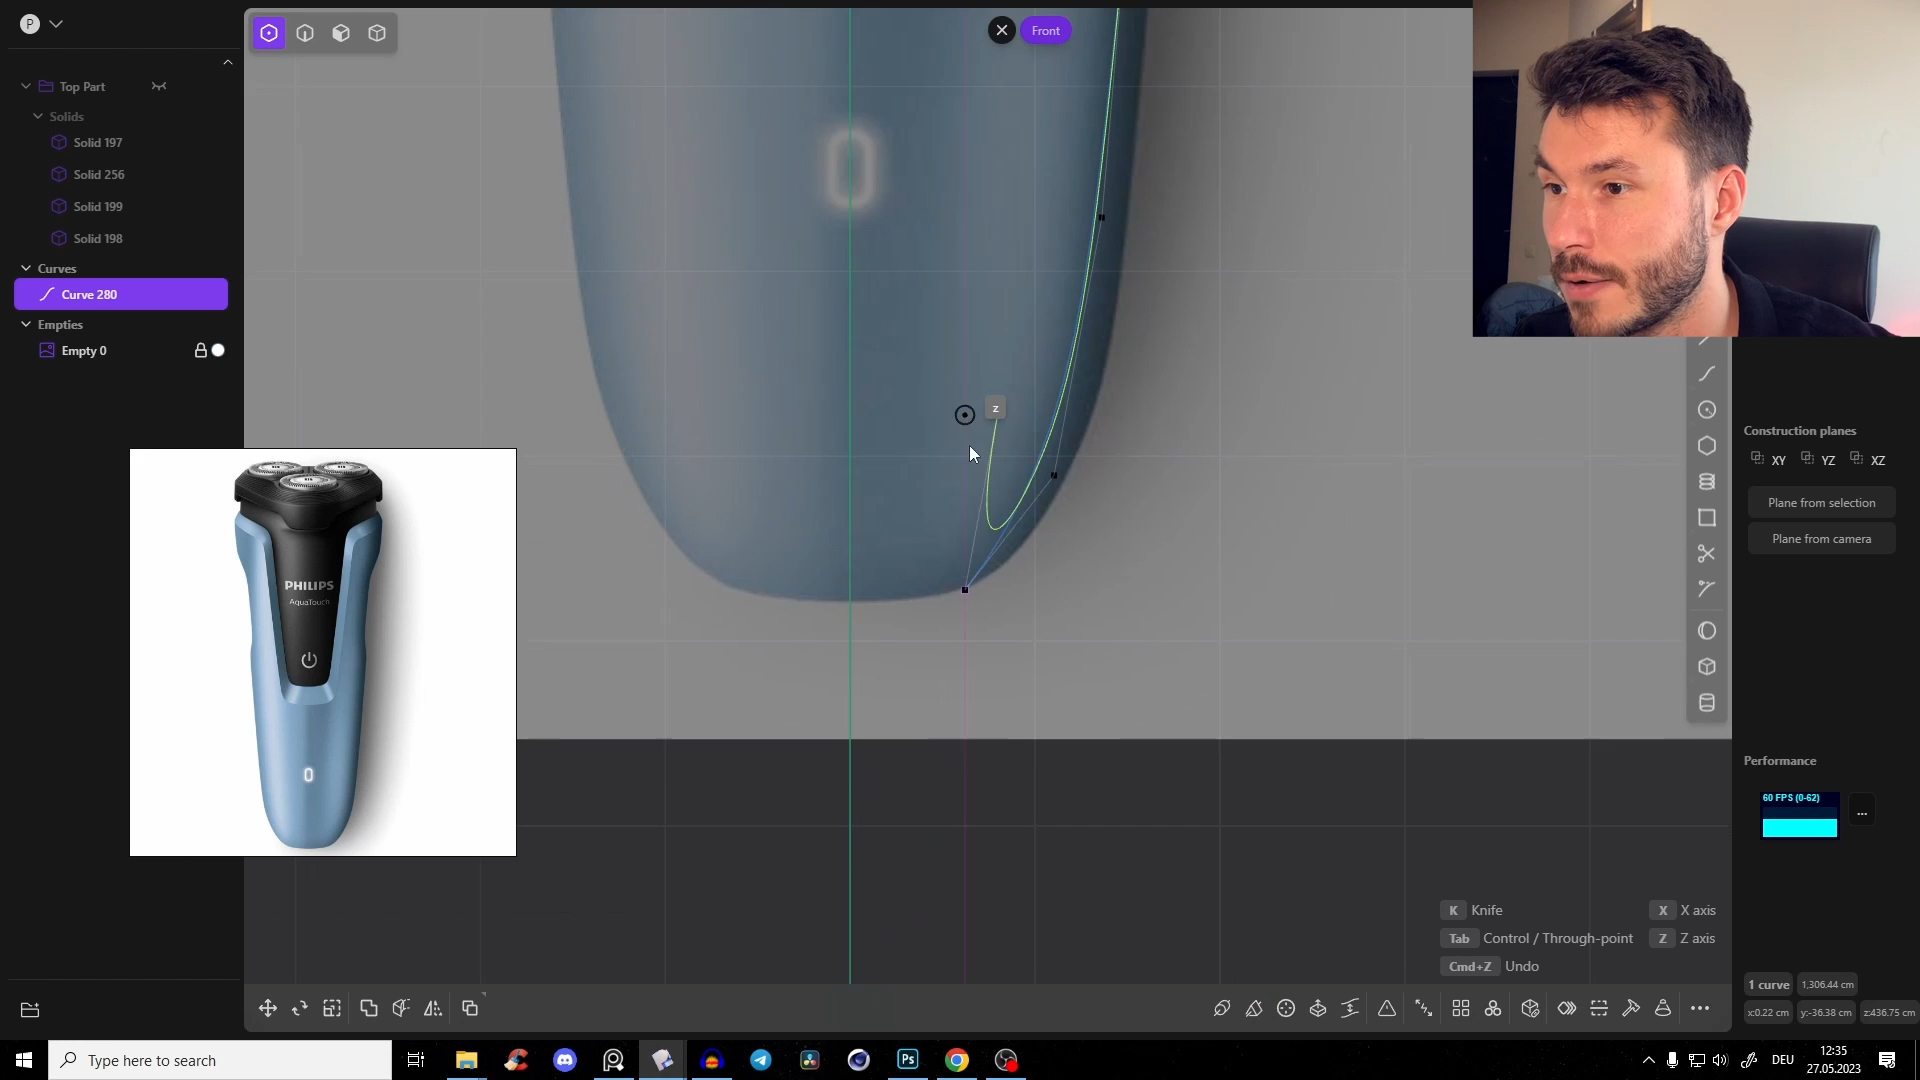 P
Front
Top Part
Solids
Solid 197
Solid 256
Solid 199
Solid 198
Curves
Curve 280
Empties
Empty 0
0
z
PHILIPS
AquaTouch
0
Construction planes
XY YZ XZ
Plane from selection
Plane from camera
Performance
60 FPS (0-62)
...
K Knife X X axis
Tab Control / Through-point Z Z axis
Cmd+Z Undo
1 curve 1,306.44 cm
x:0.22 cm y:-36.38 cm z:436.75 cm
Type here to search
Ps
DEU
12:35
27.05.2023